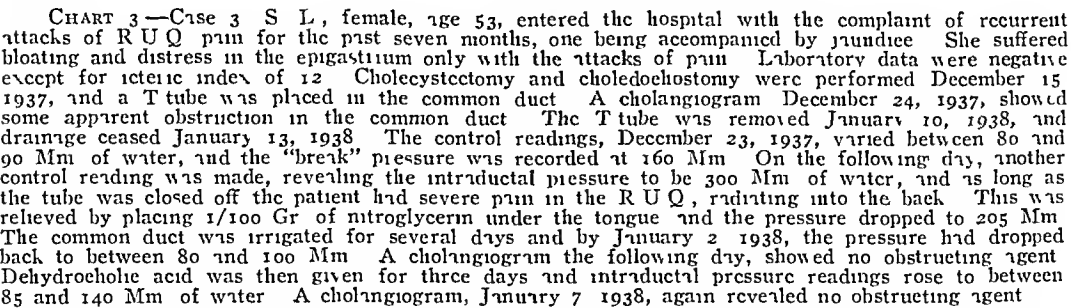 CHART 3—Case 3 S L, female, age 53, entered the hospital with the complaint of recurrent
attacks of R U Q pain for the past seven months, one being accompanied by jaundice She suffered
bloating and distress in the epigastrium only with the attacks of pain Laboratory data were negative
except for icteric index of 12 Cholecystectomy and choledochostomy were performed December 15
1937, and a T tube was placed in the common duct A cholangiogram December 24, 1937, showed
some apparent obstruction in the common duct The T tube was removed January 10, 1938, and
drainage ceased January 13, 1938 The control readings, December 23, 1937, varied between 80 and
90 Mm of water, and the "break" pressure was recorded at 160 Mm On the following day, another
control reading was made, revealing the intraductal pressure to be 300 Mm of water, and as long as
the tube was closed off the patient had severe pain in the R U Q, radiating into the back This was
relieved by placing 1/100 Gr of nitroglycerin under the tongue and the pressure dropped to 205 Mm
The common duct was irrigated for several days and by January 2 1938, the pressure had dropped
back to between 80 and 100 Mm A cholangiogram the following day, showed no obstructing agent
Dehydrocholic acid was then given for three days and intraductal pressure readings rose to between
85 and 140 Mm of water A cholangiogram, January 7 1938, again revealed no obstructing agent